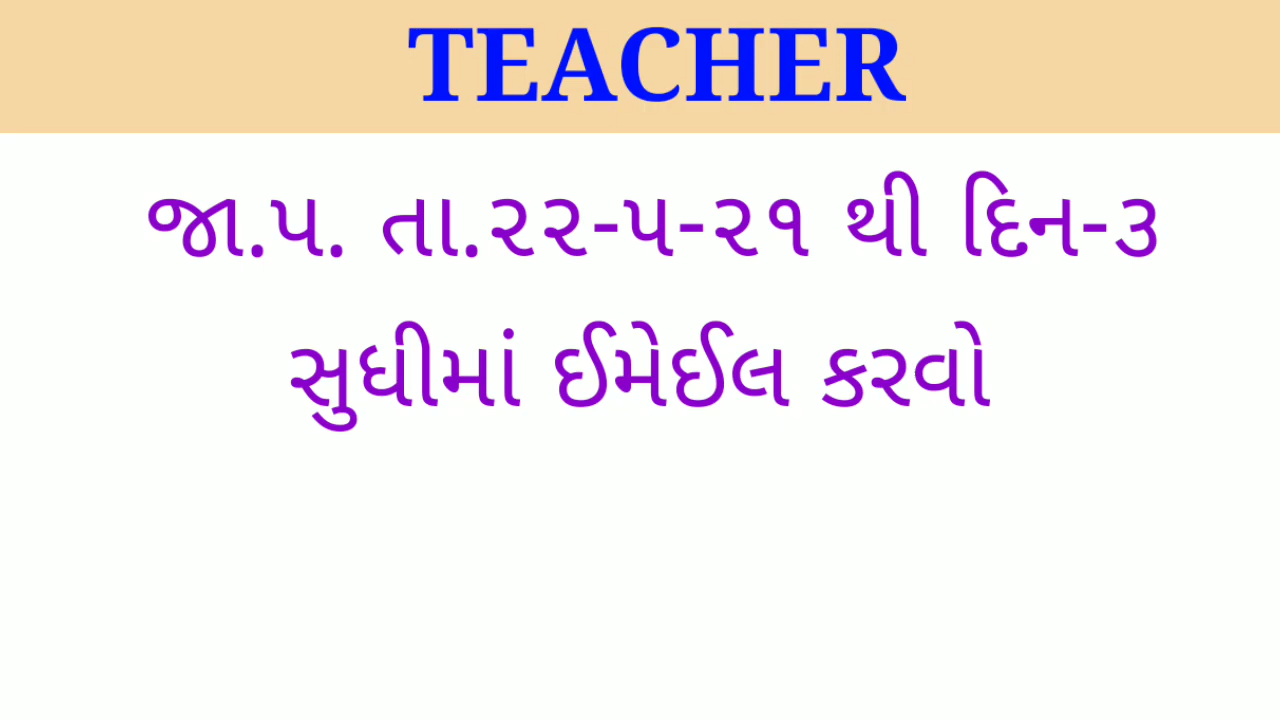 TEACHER
જા.પ. તા.૨૨-૫-૨૧ થી દિન-૩
સુધીમાં ઈમેઈલ કરવો